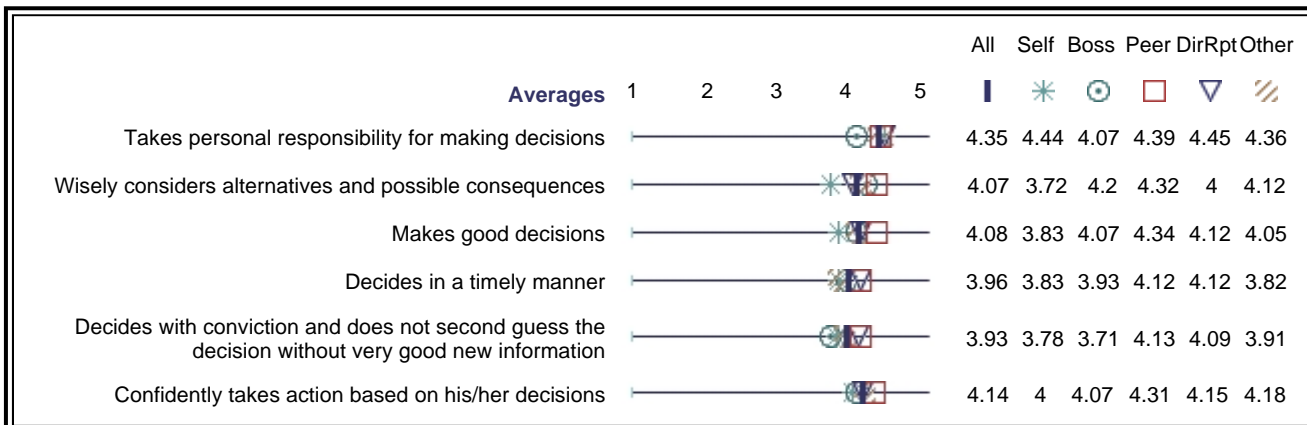 All Self Boss Peer DirRpt Other
Averages 1 2 3 4 5
Takes personal responsibility for making decisions 4.35 4.44 4.07 4.39 4.45 4.36
Wisely considers alternatives and possible consequences 4.07 3.72 4.2 4.32 4 4.12
Makes good decisions 4.08 3.83 4.07 4.34 4.12 4.05
Decides in a timely manner 3.96 3.83 3.93 4.12 4.12 3.82
Decides with conviction and does not second guess the
decision without very good new information 3.93 3.78 3.71 4.13 4.09 3.91
Confidently takes action based on his/her decisions 4.14 4 4.07 4.31 4.15 4.18